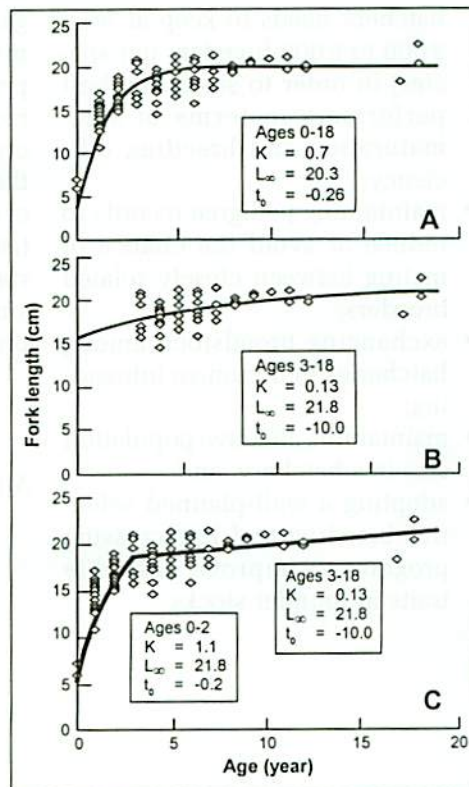 25
20
15
10
5
0
Ages 0-18
K = 0.7
L∞ = 20.3
t₀ = -0.26
A
25
20
15
10
5
0
Ages 3-18
K = 0.13
L∞ = 21.8
t₀ = -10.0
B
Fork length (cm)
25
20
15
10
5
0
Ages 0-2
K = 1.1
L∞ = 21.8
t₀ = -0.2
Ages 3-18
K = 0.13
L∞ = 21.8
t₀ = -10.0
C
0 5 10 15 20
Age (year)